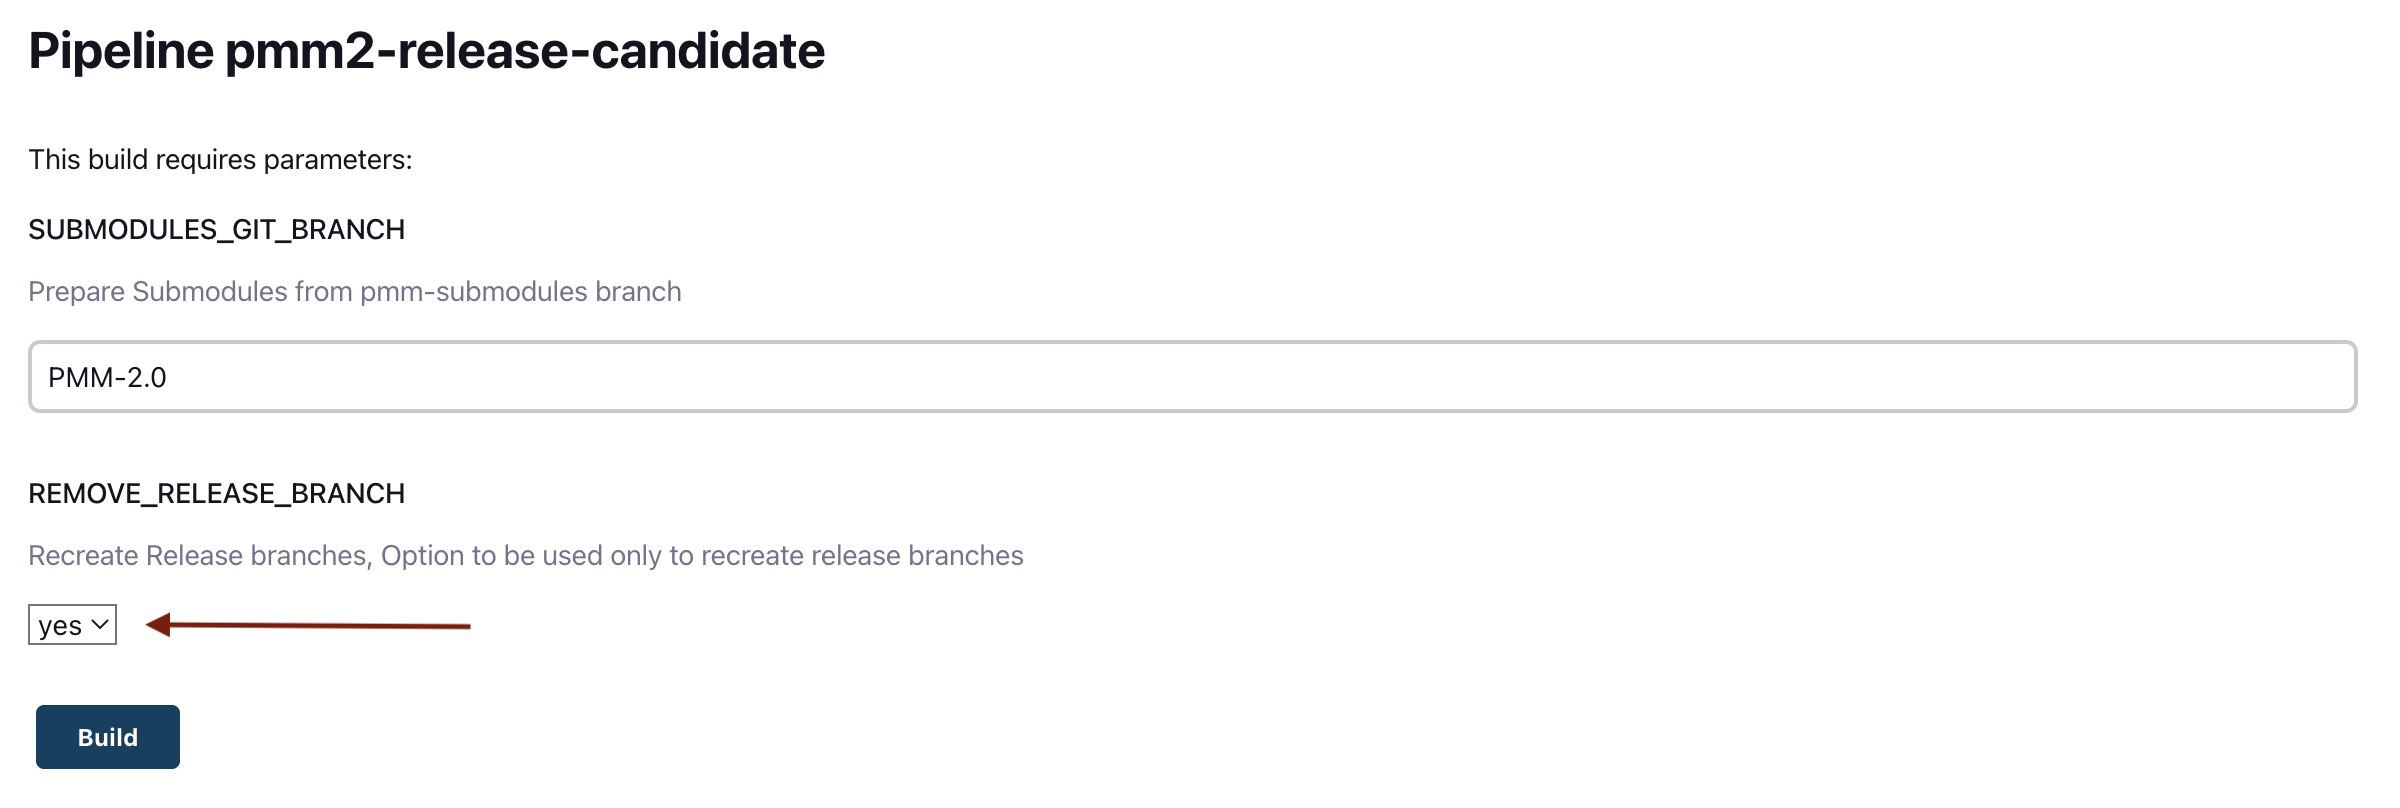 Pipeline pmm2-release-candidate
This build requires parameters:
SUBMODULES_GIT_BRANCH
Prepare Submodules from pmm-submodules branch
PMM-2.0
REMOVE_RELEASE_BRANCH
Recreate Release branches, Option to be used only to recreate release branches
yes
Build